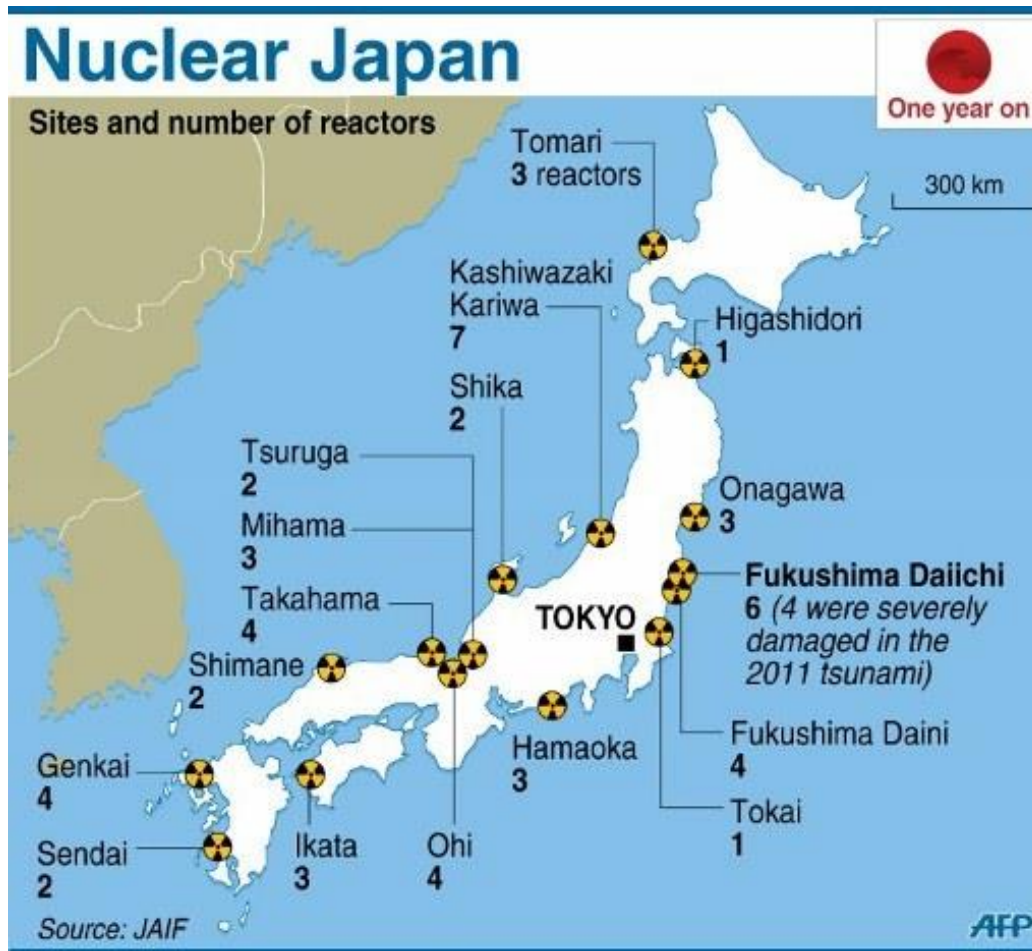 Nuclear Japan
One year on
Sites and number of reactors
300 km
Tomari
3 reactors
Kashiwazaki
Kariwa
7
Higashidori
1
Shika
2
Tsuruga
2
Onagawa
3
Mihama
3
Fukushima Daiichi
6 (4 were severely
damaged in the
2011 tsunami)
Takahama
4
TOKYO
Shimane
2
Fukushima Daini
4
Hamaoka
3
Genkai
4
Tokai
1
Sendai
2
Ikata
3
Ohi
4
Source: JAIF
AFP